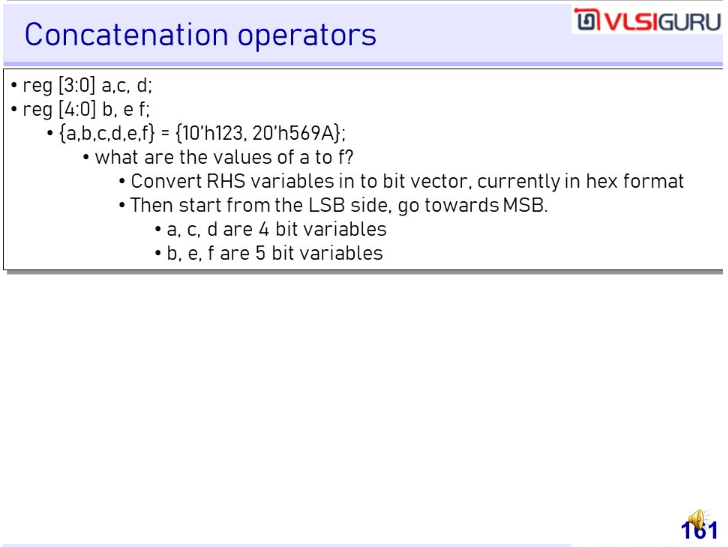 Concatenation operators
VLSIGURU
• reg [3:0] a,c, d;
• reg [4:0] b, e f;
• {a,b,c,d,e,f} = {10'h123, 20'h569A};
• what are the values of a to f?
• Convert RHS variables in to bit vector, currently in hex format
• Then start from the LSB side, go towards MSB.
• a, c, d are 4 bit variables
• b, e, f are 5 bit variables
161